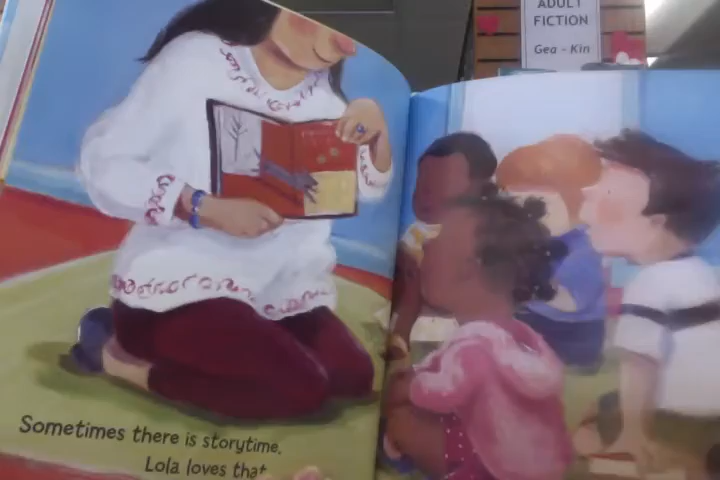 ADULT
FICTION
Gea - Kin
Sometimes there is storytime.
Lola loves that